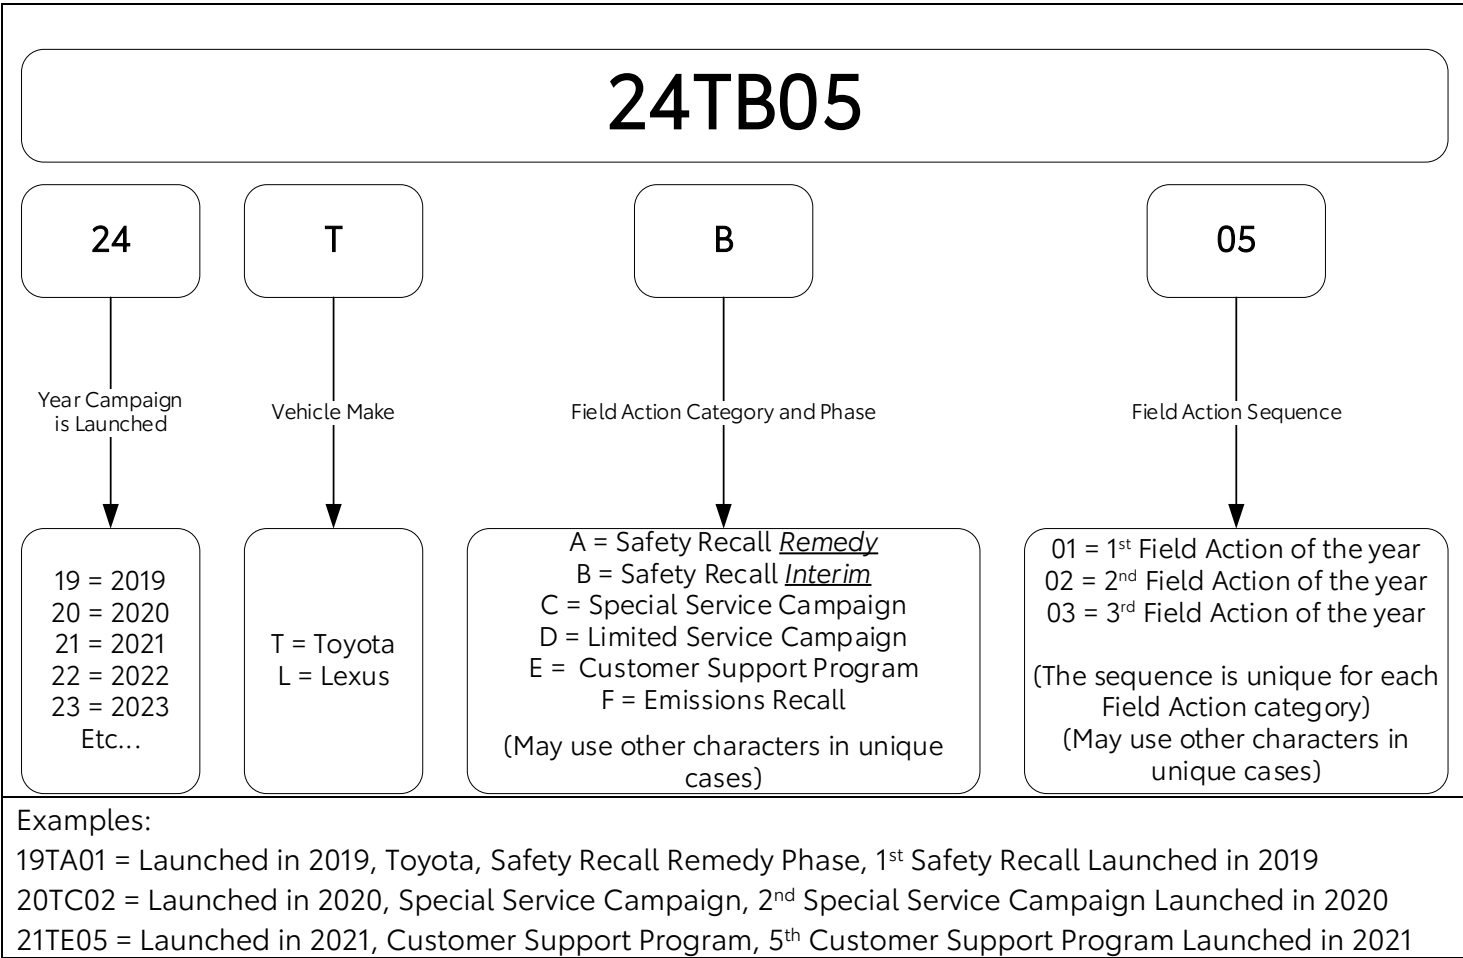 24TB05
24
T
B
05
Year Campaign
is Launched
Vehicle Make
Field Action Category and Phase
Field Action Sequence
19 = 2019
20 = 2020
21 = 2021
22 = 2022
23 = 2023
Etc...
T = Toyota
L = Lexus
A = Safety Recall Remedy
B = Safety Recall Interim
C = Special Service Campaign
D = Limited Service Campaign
E = Customer Support Program
F = Emissions Recall
(May use other characters in unique
cases)
01 = 1st Field Action of the year
02 = 2nd Field Action of the year
03 = 3rd Field Action of the year
(The sequence is unique for each
Field Action category)
(May use other characters in
unique cases)
Examples:
19TA01 = Launched in 2019, Toyota, Safety Recall Remedy Phase, 1st Safety Recall Launched in 2019
20TC02 = Launched in 2020, Special Service Campaign, 2nd Special Service Campaign Launched in 2020
21TE05 = Launched in 2021, Customer Support Program, 5th Customer Support Program Launched in 2021